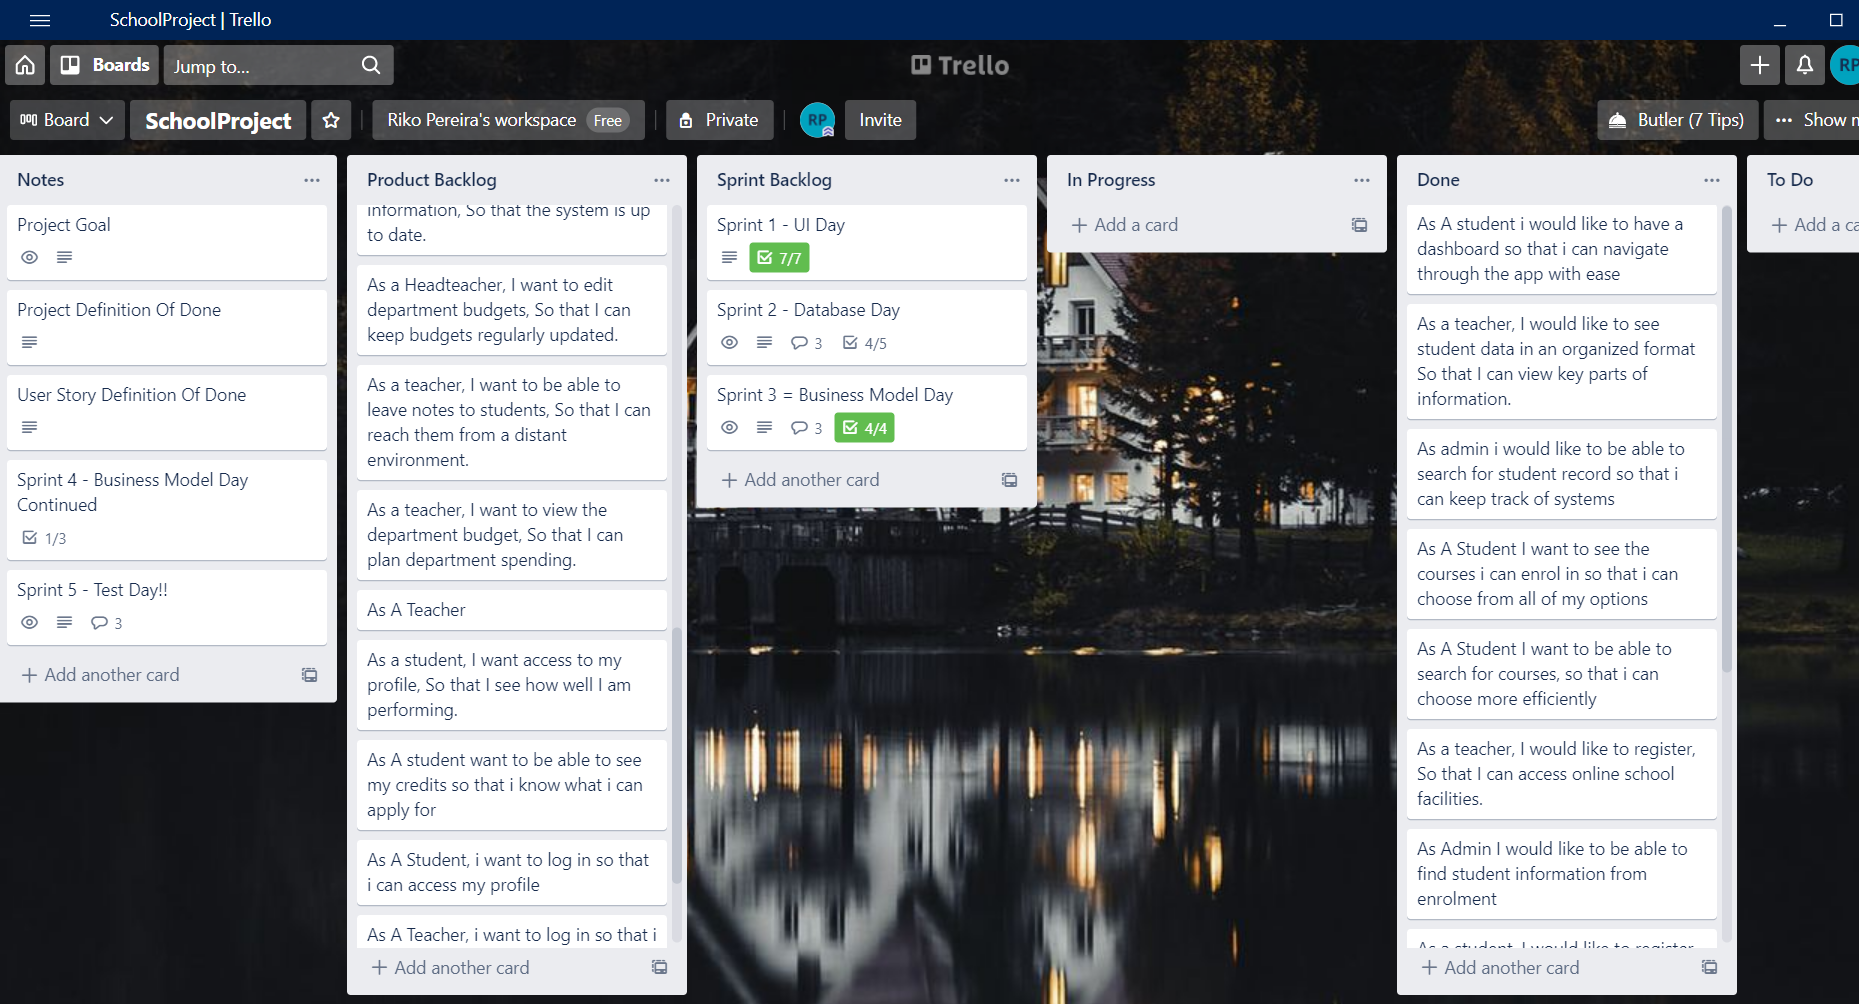 SchoolProject | Trello
Boards
Jump to...
Trello
RP
Board
SchoolProject
Riko Pereira's workspace Free
Private
RP
Invite
Butler (7 Tips)
Show
Notes
Project Goal
Project Definition Of Done
User Story Definition Of Done
Sprint 4 - Business Model Day
Continued
1/3
Sprint 5 - Test Day!!
3
Add another card
Product Backlog
information, So that the system is up
to date.
As a Headteacher, I want to edit
department budgets, So that I can
keep budgets regularly updated.
As a teacher, I want to be able to
leave notes to students, So that I can
reach them from a distant
environment.
As a teacher, I want to view the
department budget, So that I can
plan department spending.
As A Teacher
As a student, I want access to my
profile, So that I see how well I am
performing.
As A student want to be able to see
my credits so that i know what i can
apply for
As A Student, i want to log in so that
i can access my profile
As A Teacher, i want to log in so that i
Add another card
Sprint Backlog
Sprint 1 - UI Day
7/7
Sprint 2 - Database Day
3 4/5
Sprint 3 = Business Model Day
3 4/4
Add another card
In Progress
Add a card
Done
As A student i would like to have a
dashboard so that i can navigate
through the app with ease
As a teacher, I would like to see
student data in an organized format
So that I can view key parts of
information.
As admin i would like to be able to
search for student record so that i
can keep track of systems
As A Student I want to see the
courses i can enrol in so that i can
choose from all of my options
As A Student I want to be able to
search for courses, so that i can
choose more efficiently
As a teacher, I would like to register,
So that I can access online school
facilities.
As Admin I would like to be able to
find student information from
enrolment
As a student, I would like to register
Add another card
To Do
Add a